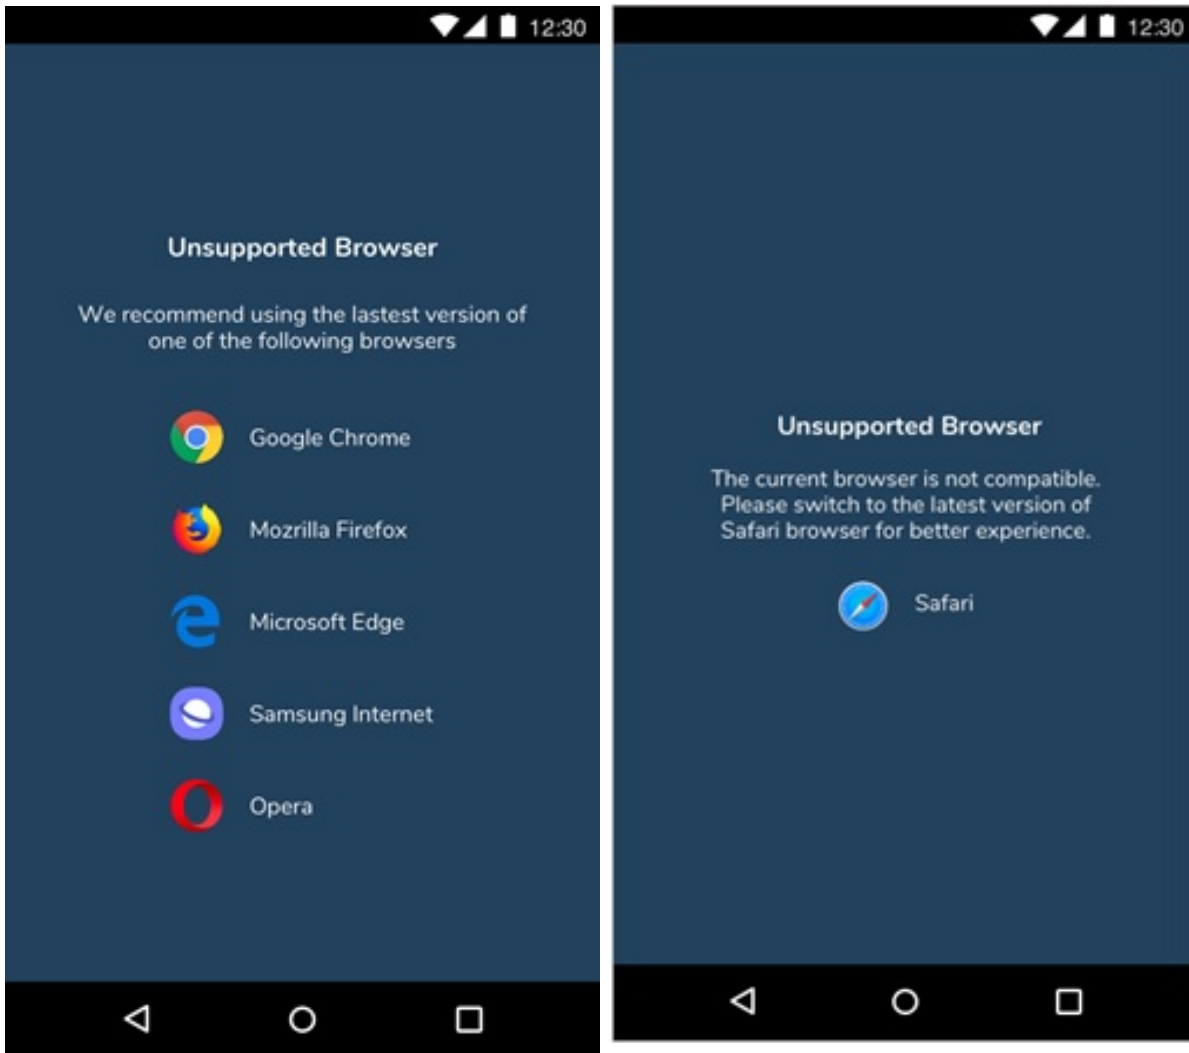 12:30
Unsupported Browser
We recommend using the lastest version of
one of the following browsers
Google Chrome
Mozrilla Firefox
Microsoft Edge
Samsung Internet
Opera
12:30
Unsupported Browser
The current browser is not compatible.
Please switch to the latest version of
Safari browser for better experience.
Safari